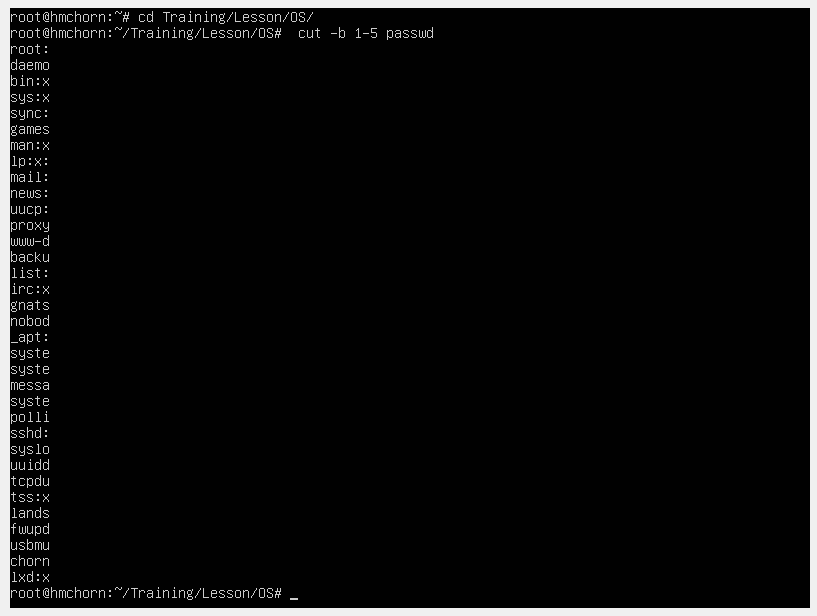 root@hmchorn:~# cd Training/Lesson/OS/
root@hmchorn:~/Training/Lesson/OS#  cut -b 1-5 passwd
root:
daemo
bin:x
sys:x
sync:
games
man:x
lp:x:
mail:
news:
uucp:
proxy
www-d
backu
list:
irc:x
gnats
nobod
_apt:
syste
syste
messa
syste
polli
sshd:
syslo
uuidd
tcpdu
tss:x
lands
fwupd
usbmu
chorn
lxd:x
root@hmchorn:~/Training/Lesson/OS# _